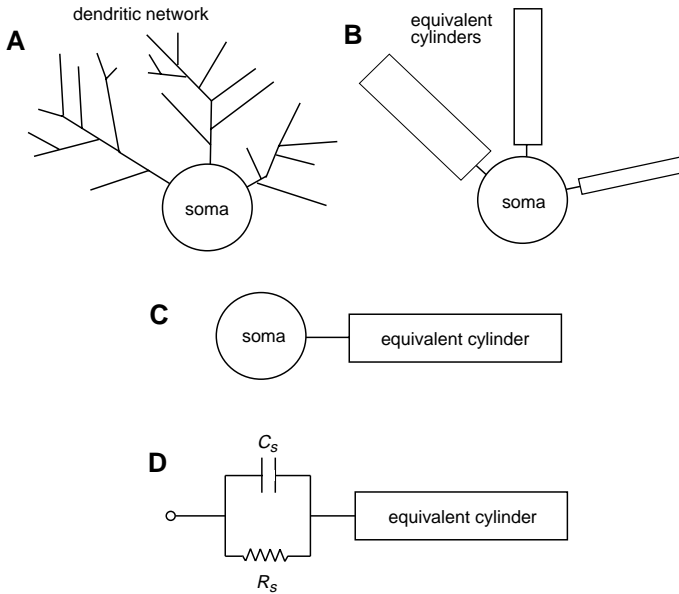 dendritic network
A
soma
B
equivalent
cylinders
soma
C
soma
equivalent cylinder
D
Cs
equivalent cylinder
Rs